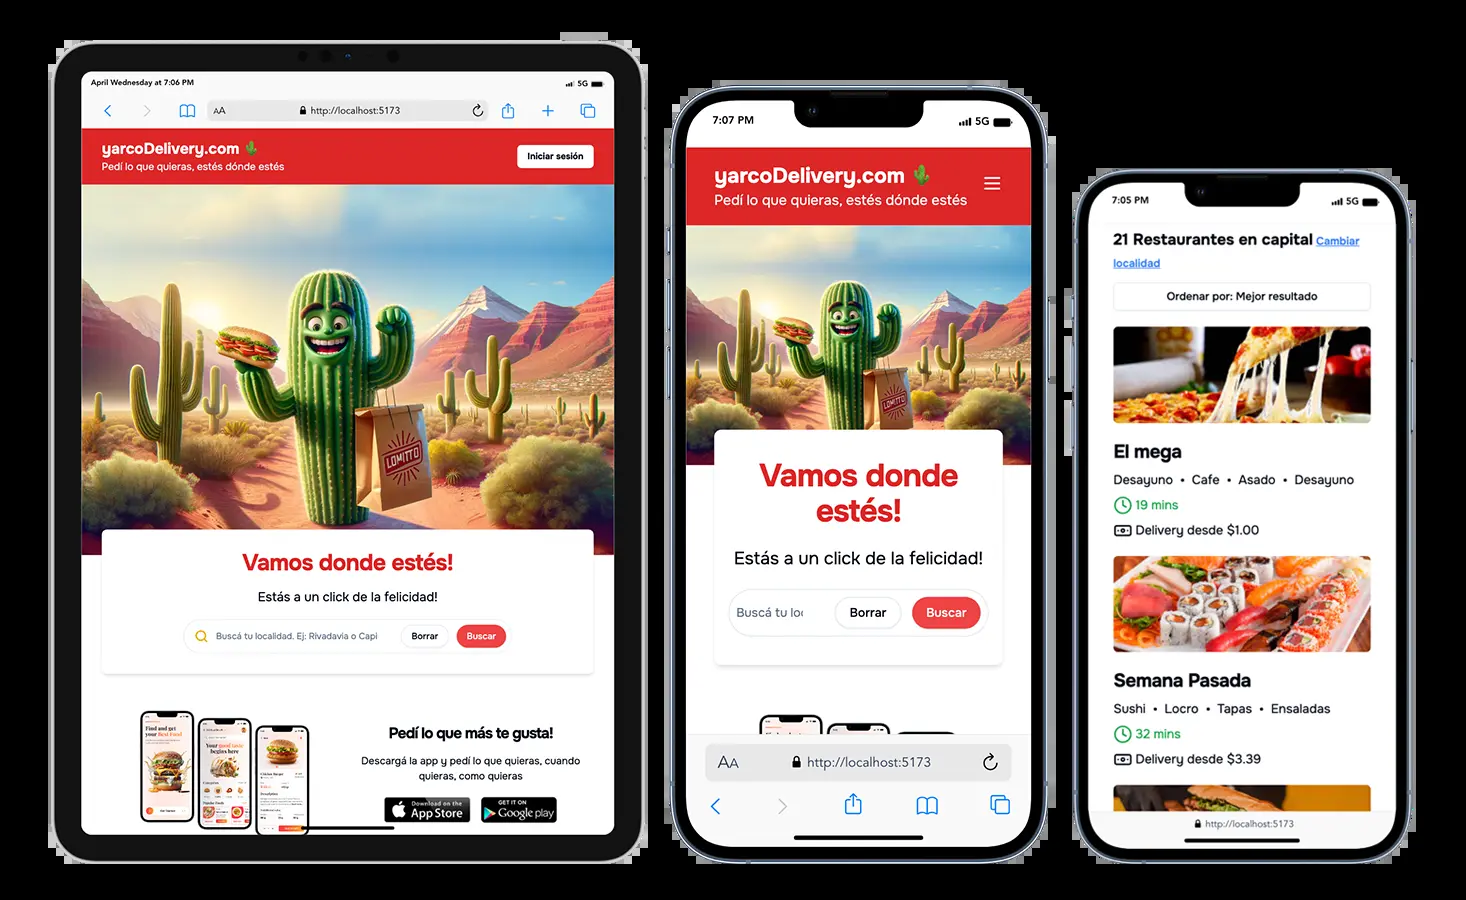 April Wednesday at 7:06 PM
5G
AA
http://localhost:5173
yarcoDelivery.com
Pedí lo que quieras, estés dónde estés
Iniciar sesión
LOMITTO
Vamos donde estés!
Estás a un click de la felicidad!
Buscá tu localidad. Ej: Rivadavia o Capi
Borrar
Buscar
Find and get
your Best Food
Your good taste
begins here
Pedí lo que más te gusta!
Descargá la app y pedí lo que quieras, cuando
quieras, como quieras
Download on the
App Store
GET IT ON
Google play
7:07 PM
5G
yarcoDelivery.com
Pedí lo que quieras, estés dónde estés
LOMITTO
Vamos donde
estés!
Estás a un click de la felicidad!
Buscá tu loc
Borrar
Buscar
AA
http://localhost:5173
7:05 PM
5G
21 Restaurantes en capital Cambiar
localidad
Ordenar por: Mejor resultado
El mega
Desayuno • Cafe • Asado • Desayuno
19 mins
Delivery desde $1.00
Semana Pasada
Sushi • Locro • Tapas • Ensaladas
32 mins
Delivery desde $3.39
http://localhost:5173